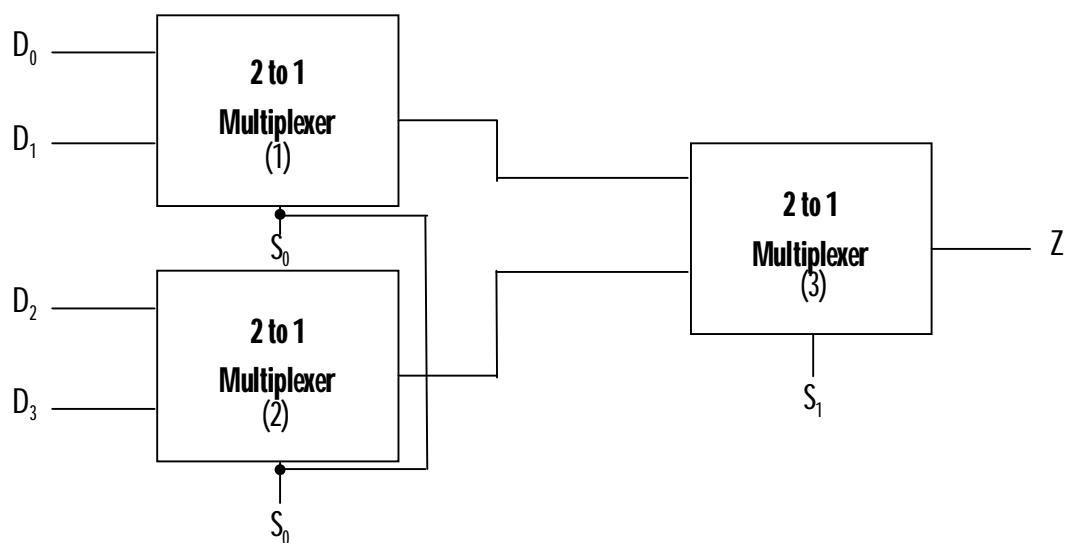 D₀
D₁
2 to 1
Multiplexer
(1)
S₀
D₂
D₃
2 to 1
Multiplexer
(2)
S₀
2 to 1
Multiplexer
(3)
S₁
Z